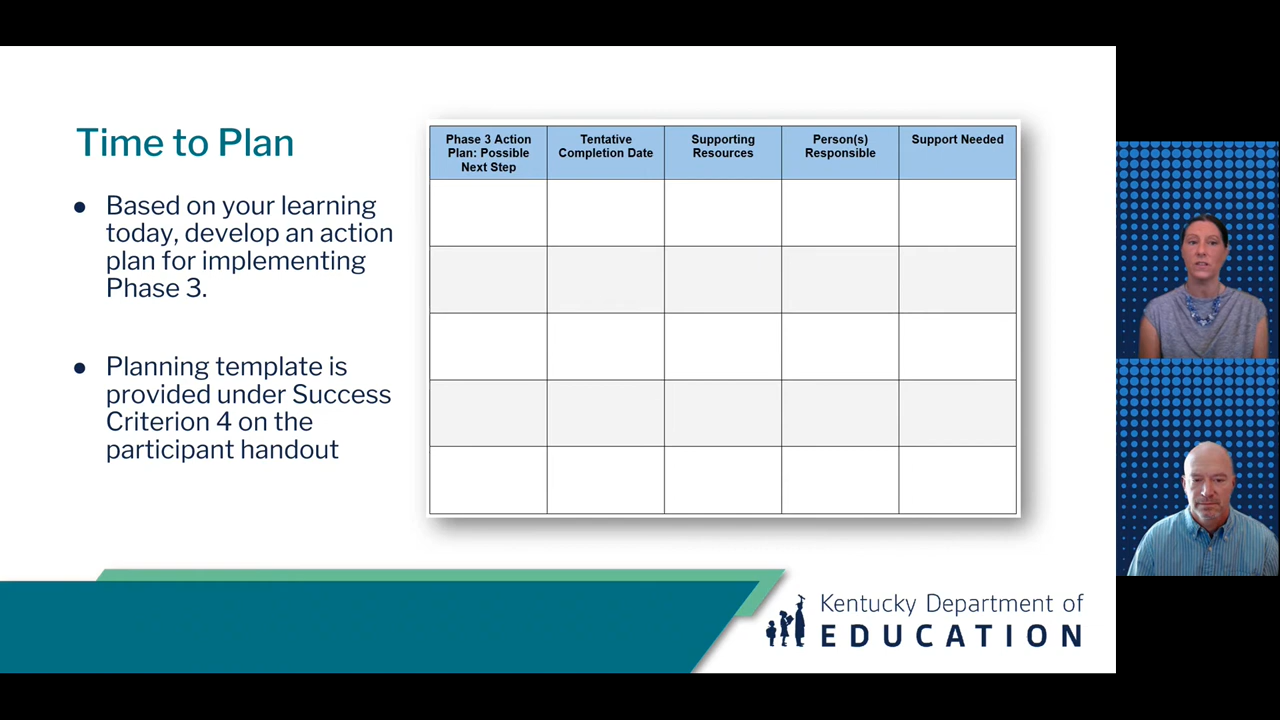 Time to Plan
● Based on your learning
today, develop an action
plan for implementing
Phase 3.
● Planning template is
provided under Success
Criterion 4 on the
participant handout
Phase 3 Action
Plan: Possible
Next Step
Tentative
Completion Date
Supporting
Resources
Person(s)
Responsible
Support Needed
Kentucky Department of
EDUCATION